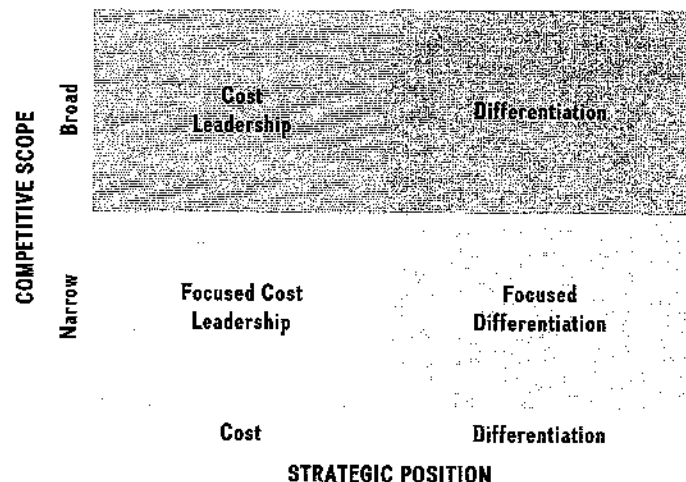 COMPETITIVE SCOPE
Broad
Cost
Leadership
Differentiation
Narrow
Focused Cost
Leadership
Focused
Differentiation
Cost
Differentiation
STRATEGIC POSITION